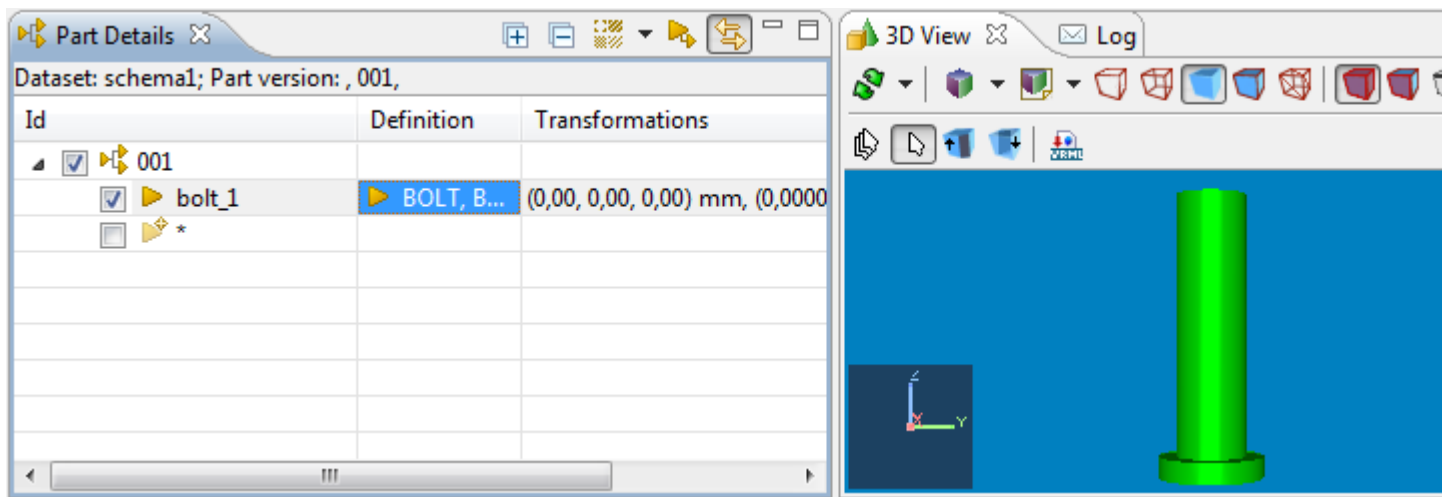 Part Details
Dataset: schema1; Part version: , 001,
Id Definition Transformations
001
bolt_1 BOLT, B... (0,00, 0,00, 0,00) mm, (0,0000
*
3D View Log
VRML
Z
X Y